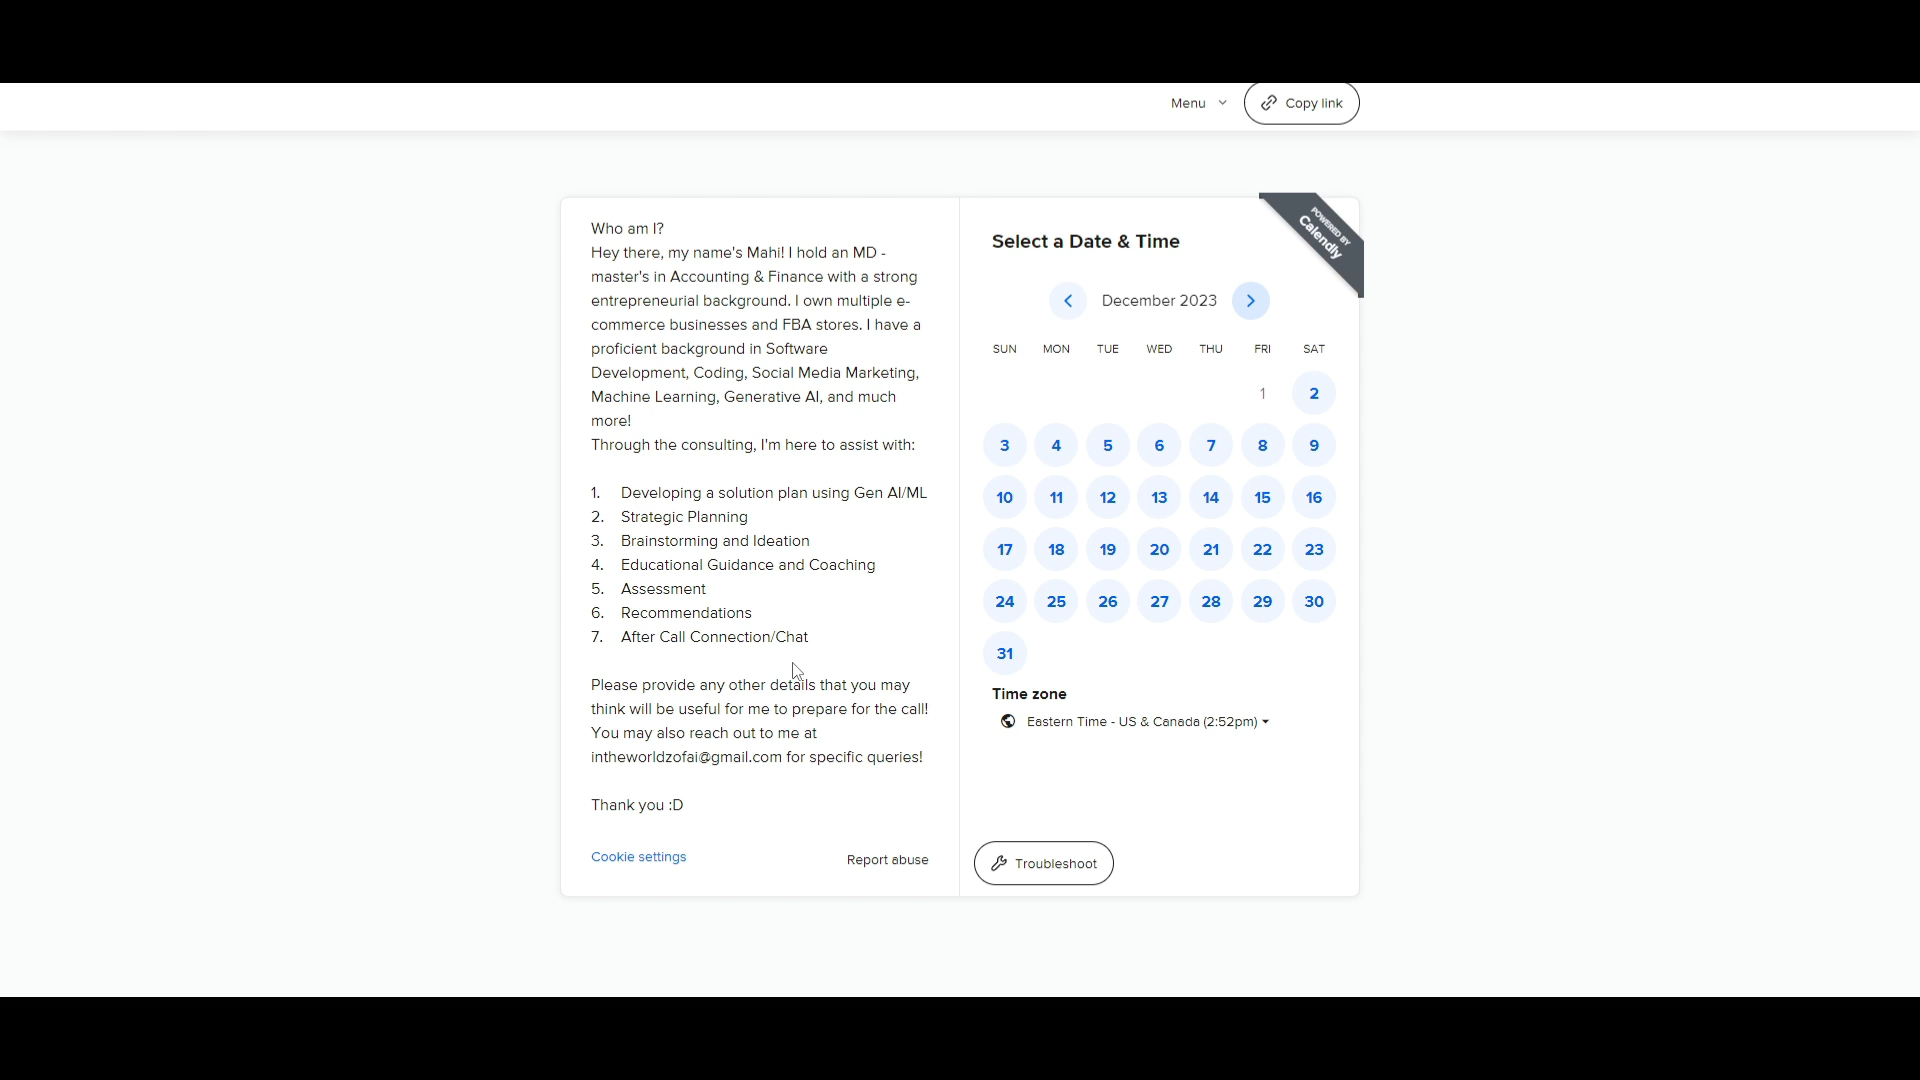 Menu
Copy link
Who am I?
Hey there, my name's Mahi! I hold an MD -
master's in Accounting & Finance with a strong
entrepreneurial background. I own multiple e-
commerce businesses and FBA stores. I have a
proficient background in Software
Development, Coding, Social Media Marketing,
Machine Learning, Generative AI, and much
more!
Through the consulting, I'm here to assist with:
1. Developing a solution plan using Gen AI/ML
2. Strategic Planning
3. Brainstorming and Ideation
4. Educational Guidance and Coaching
5. Assessment
6. Recommendations
7. After Call Connection/Chat
Please provide any other details that you may
think will be useful for me to prepare for the call!
You may also reach out to me at
intheworldzofai@gmail.com for specific queries!
Thank you :D
Cookie settings
Report abuse
POWERED BY
Calendly
Select a Date & Time
December 2023
SUN MON TUE WED THU FRI SAT
1 2
3 4 5 6 7 8 9
10 11 12 13 14 15 16
17 18 19 20 21 22 23
24 25 26 27 28 29 30
31
Time zone
Eastern Time - US & Canada (2:52pm)
Troubleshoot